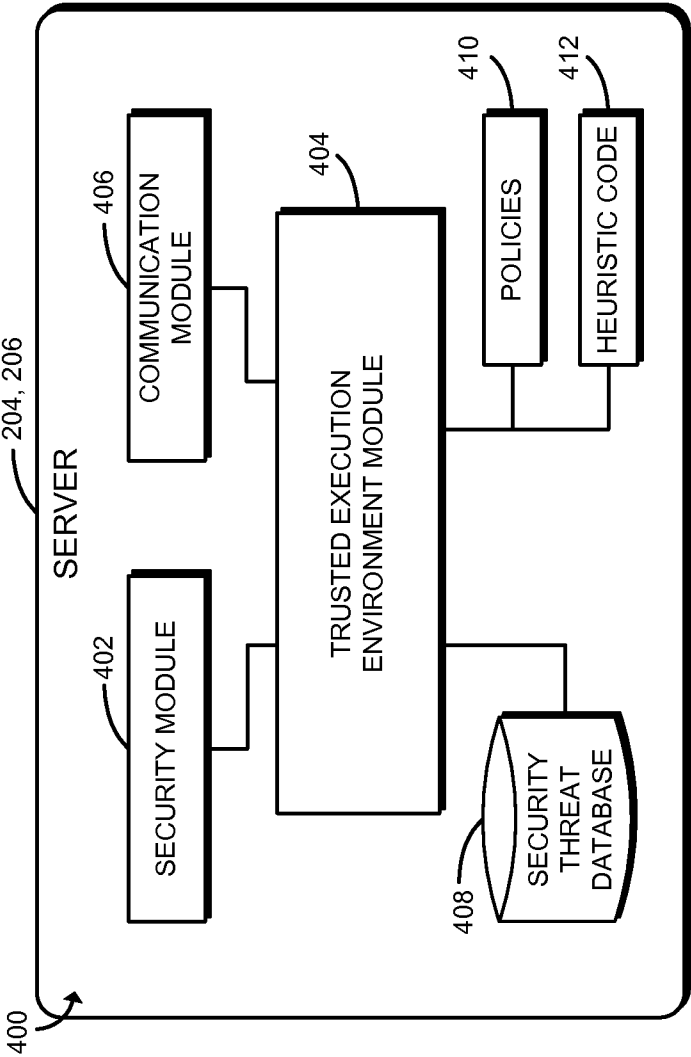 400
204, 206
SERVER
402
SECURITY MODULE
406
COMMUNICATION
MODULE
404
TRUSTED EXECUTION
ENVIRONMENT MODULE
408
SECURITY
THREAT
DATABASE
410
POLICIES
412
HEURISTIC CODE